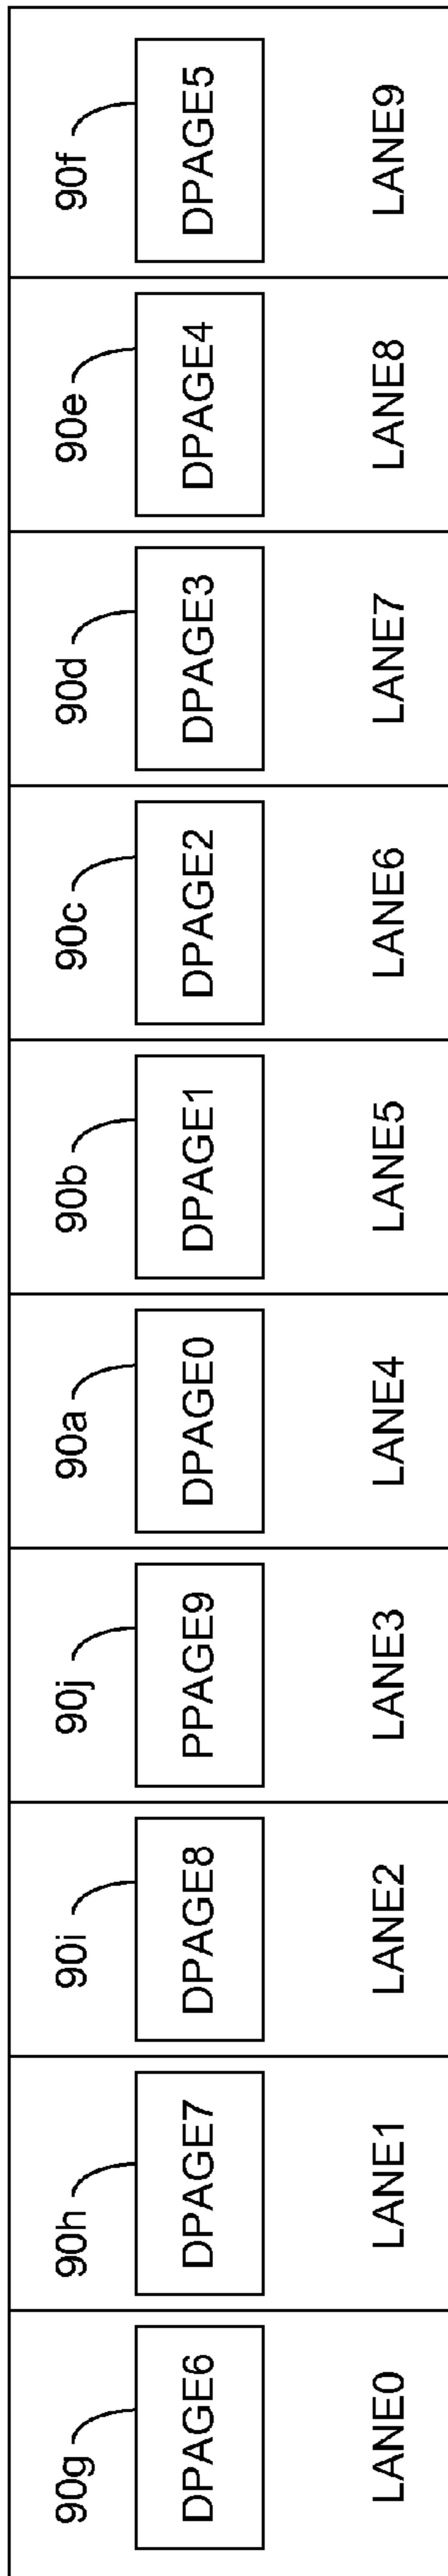 90g 90h 90i 90j 90a 90b 90c 90d 90e 90f
DPAGE6 DPAGE7 DPAGE8 PPAGE9 DPAGE0 DPAGE1 DPAGE2 DPAGE3 DPAGE4 DPAGE5
LANE0 LANE1 LANE2 LANE3 LANE4 LANE5 LANE6 LANE7 LANE8 LANE9